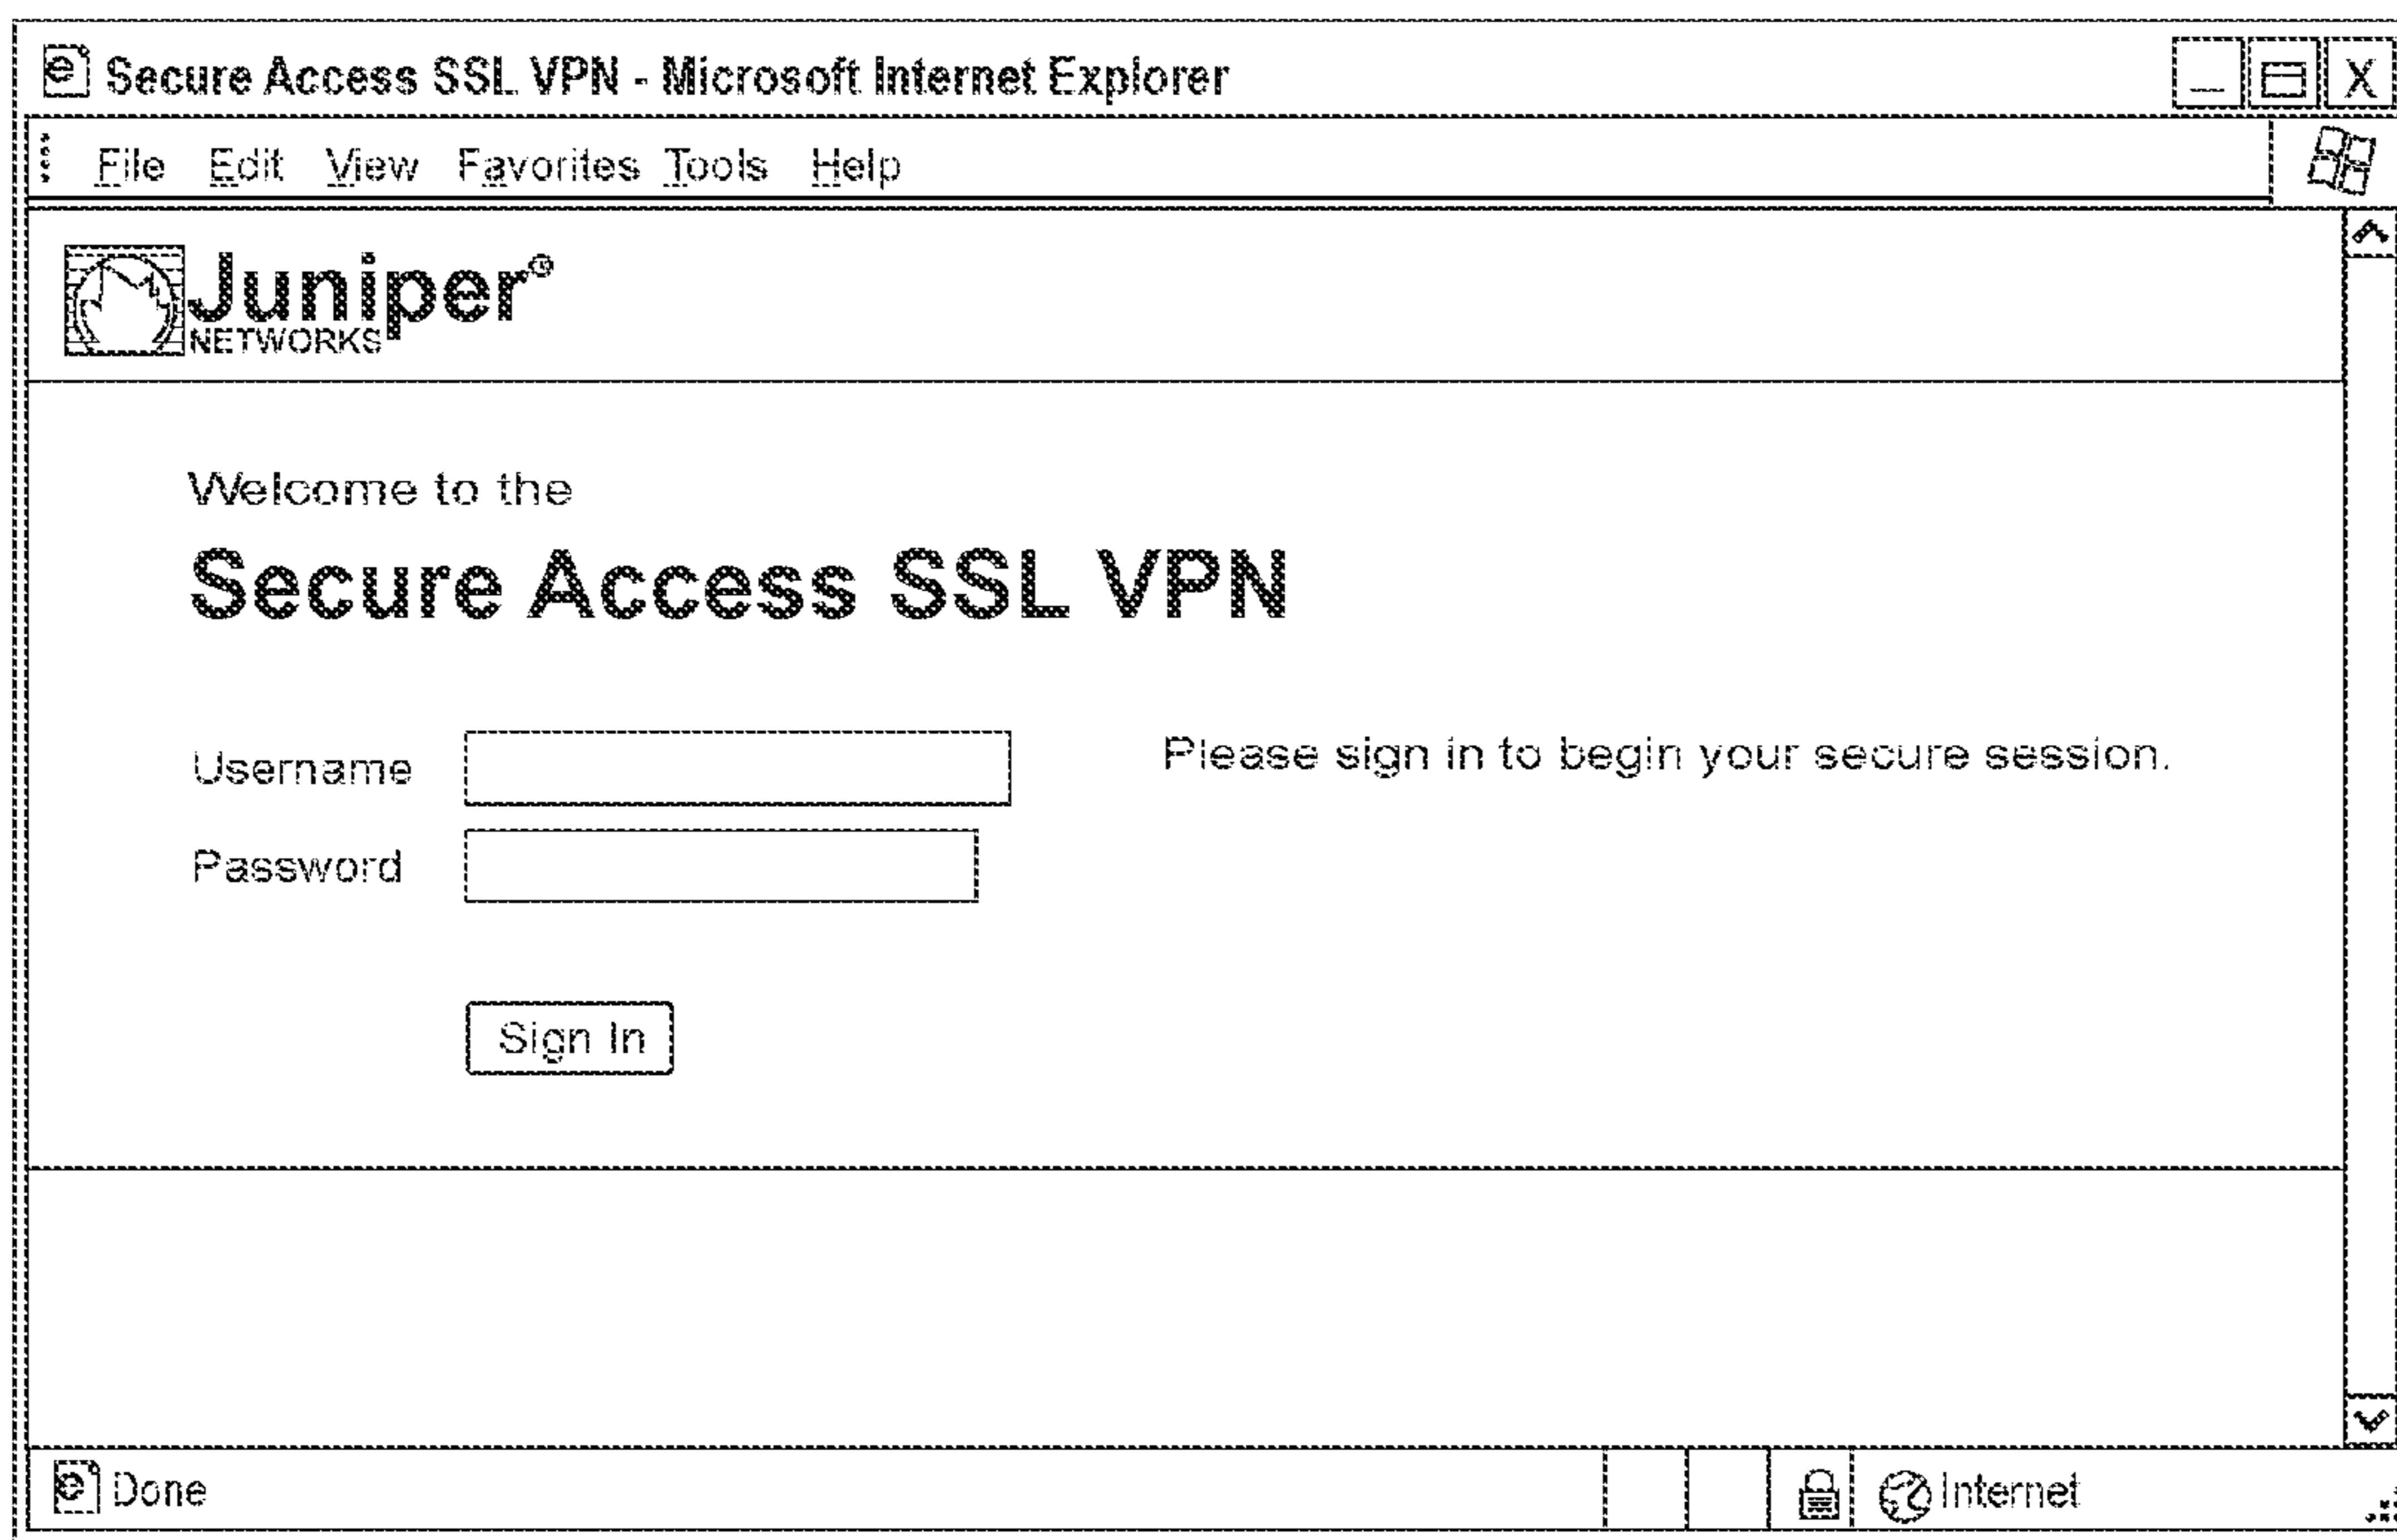 Secure Access SSL VPN - Microsoft Internet Explorer
File Edit View Favorites Tools Help
Juniper®
NETWORKS
Welcome to the
Secure Access SSL VPN
Username
Please sign in to begin your secure session.
Password
Sign In
Done
Internet